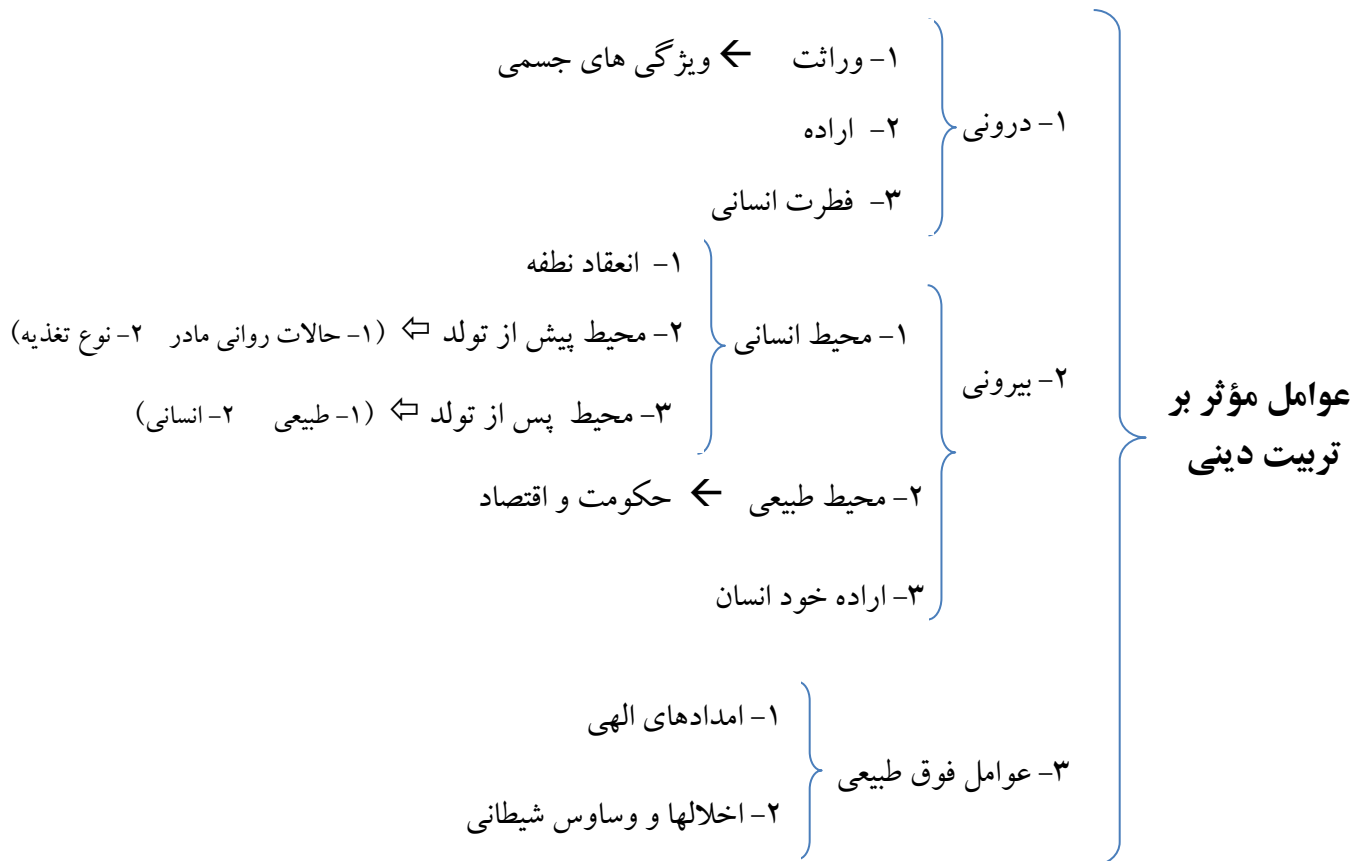 عوامل مؤثر بر
تربیت دینی
۱- درونی
۱- وراثت ← ویژگی های جسمی
۲- اراده
۳- فطرت انسانی
۲- بیرونی
۱- محیط انسانی
۱- انعقاد نطفه
۲- محیط پیش از تولد ⇦ (۱- حالات روانی مادر ۲- نوع تغذیه)
۳- محیط پس از تولد ⇦ (۱- طبیعی ۲- انسانی)
۲- محیط طبیعی ← حکومت و اقتصاد
۳- اراده خود انسان
۳- عوامل فوق طبیعی
۱- امدادهای الهی
۲- اخلالها و وساوس شیطانی